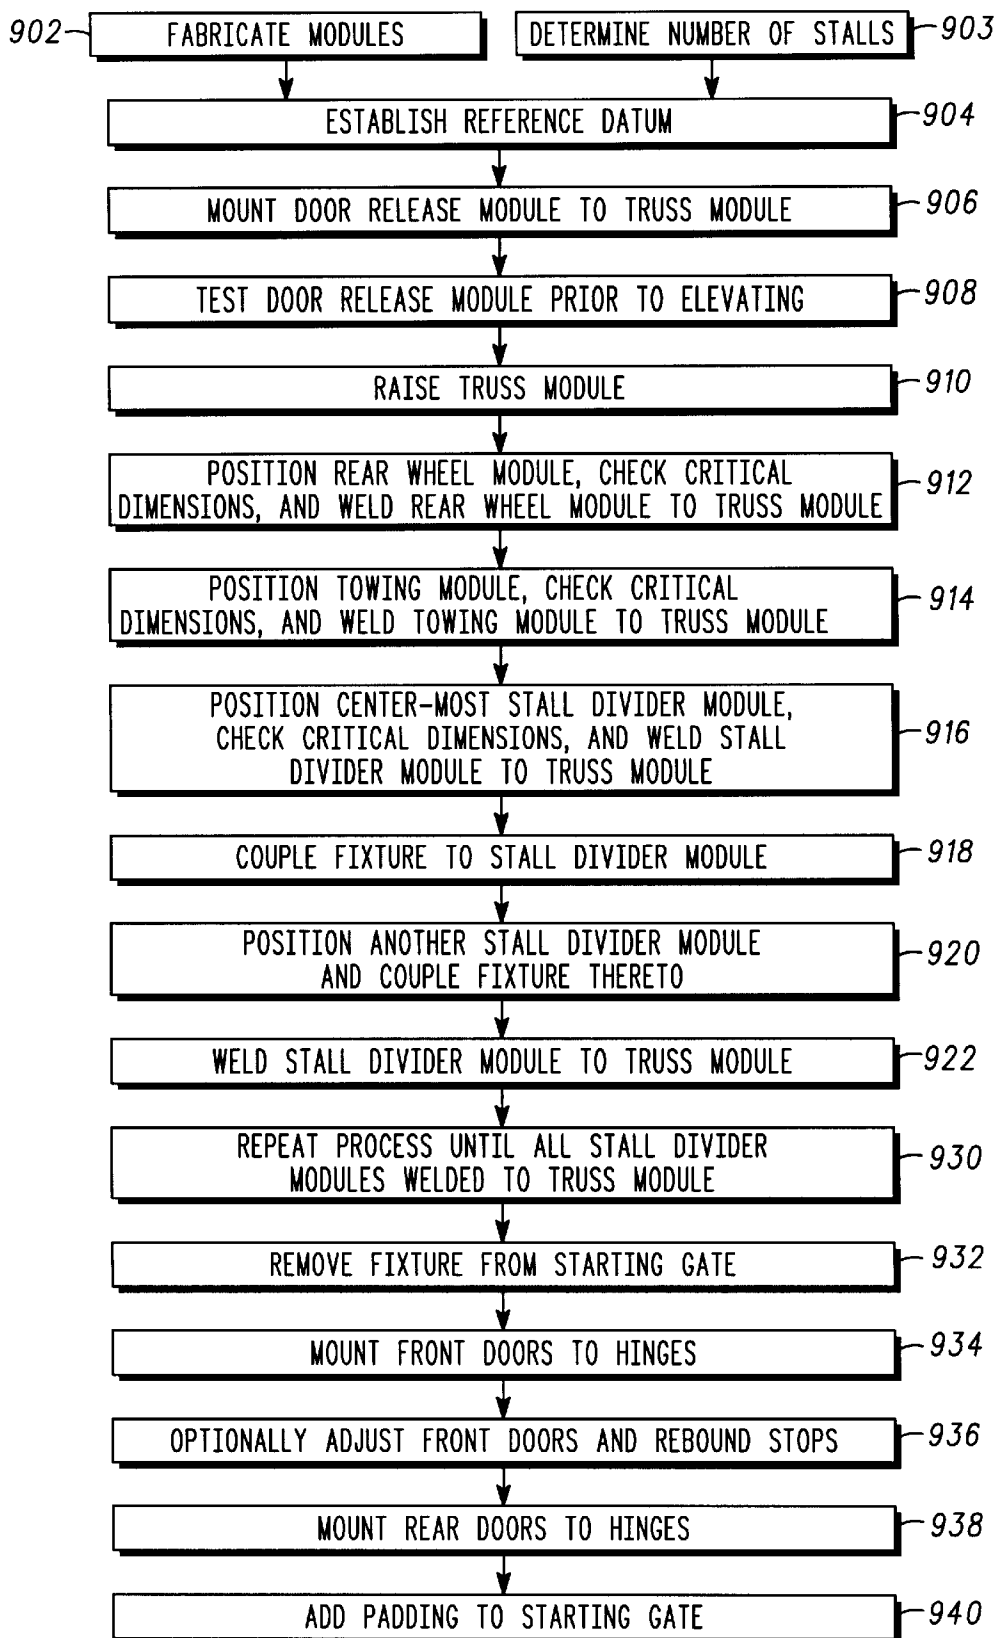 902 FABRICATE MODULES DETERMINE NUMBER OF STALLS 903
ESTABLISH REFERENCE DATUM 904
MOUNT DOOR RELEASE MODULE TO TRUSS MODULE 906
TEST DOOR RELEASE MODULE PRIOR TO ELEVATING 908
RAISE TRUSS MODULE 910
POSITION REAR WHEEL MODULE, CHECK CRITICAL
DIMENSIONS, AND WELD REAR WHEEL MODULE TO TRUSS MODULE 912
POSITION TOWING MODULE, CHECK CRITICAL
DIMENSIONS, AND WELD TOWING MODULE TO TRUSS MODULE 914
POSITION CENTER-MOST STALL DIVIDER MODULE,
CHECK CRITICAL DIMENSIONS, AND WELD STALL 916
DIVIDER MODULE TO TRUSS MODULE
COUPLE FIXTURE TO STALL DIVIDER MODULE 918
POSITION ANOTHER STALL DIVIDER MODULE
AND COUPLE FIXTURE THERETO 920
WELD STALL DIVIDER MODULE TO TRUSS MODULE 922
REPEAT PROCESS UNTIL ALL STALL DIVIDER
MODULES WELDED TO TRUSS MODULE 930
REMOVE FIXTURE FROM STARTING GATE 932
MOUNT FRONT DOORS TO HINGES 934
OPTIONALLY ADJUST FRONT DOORS AND REBOUND STOPS 936
MOUNT REAR DOORS TO HINGES 938
ADD PADDING TO STARTING GATE 940